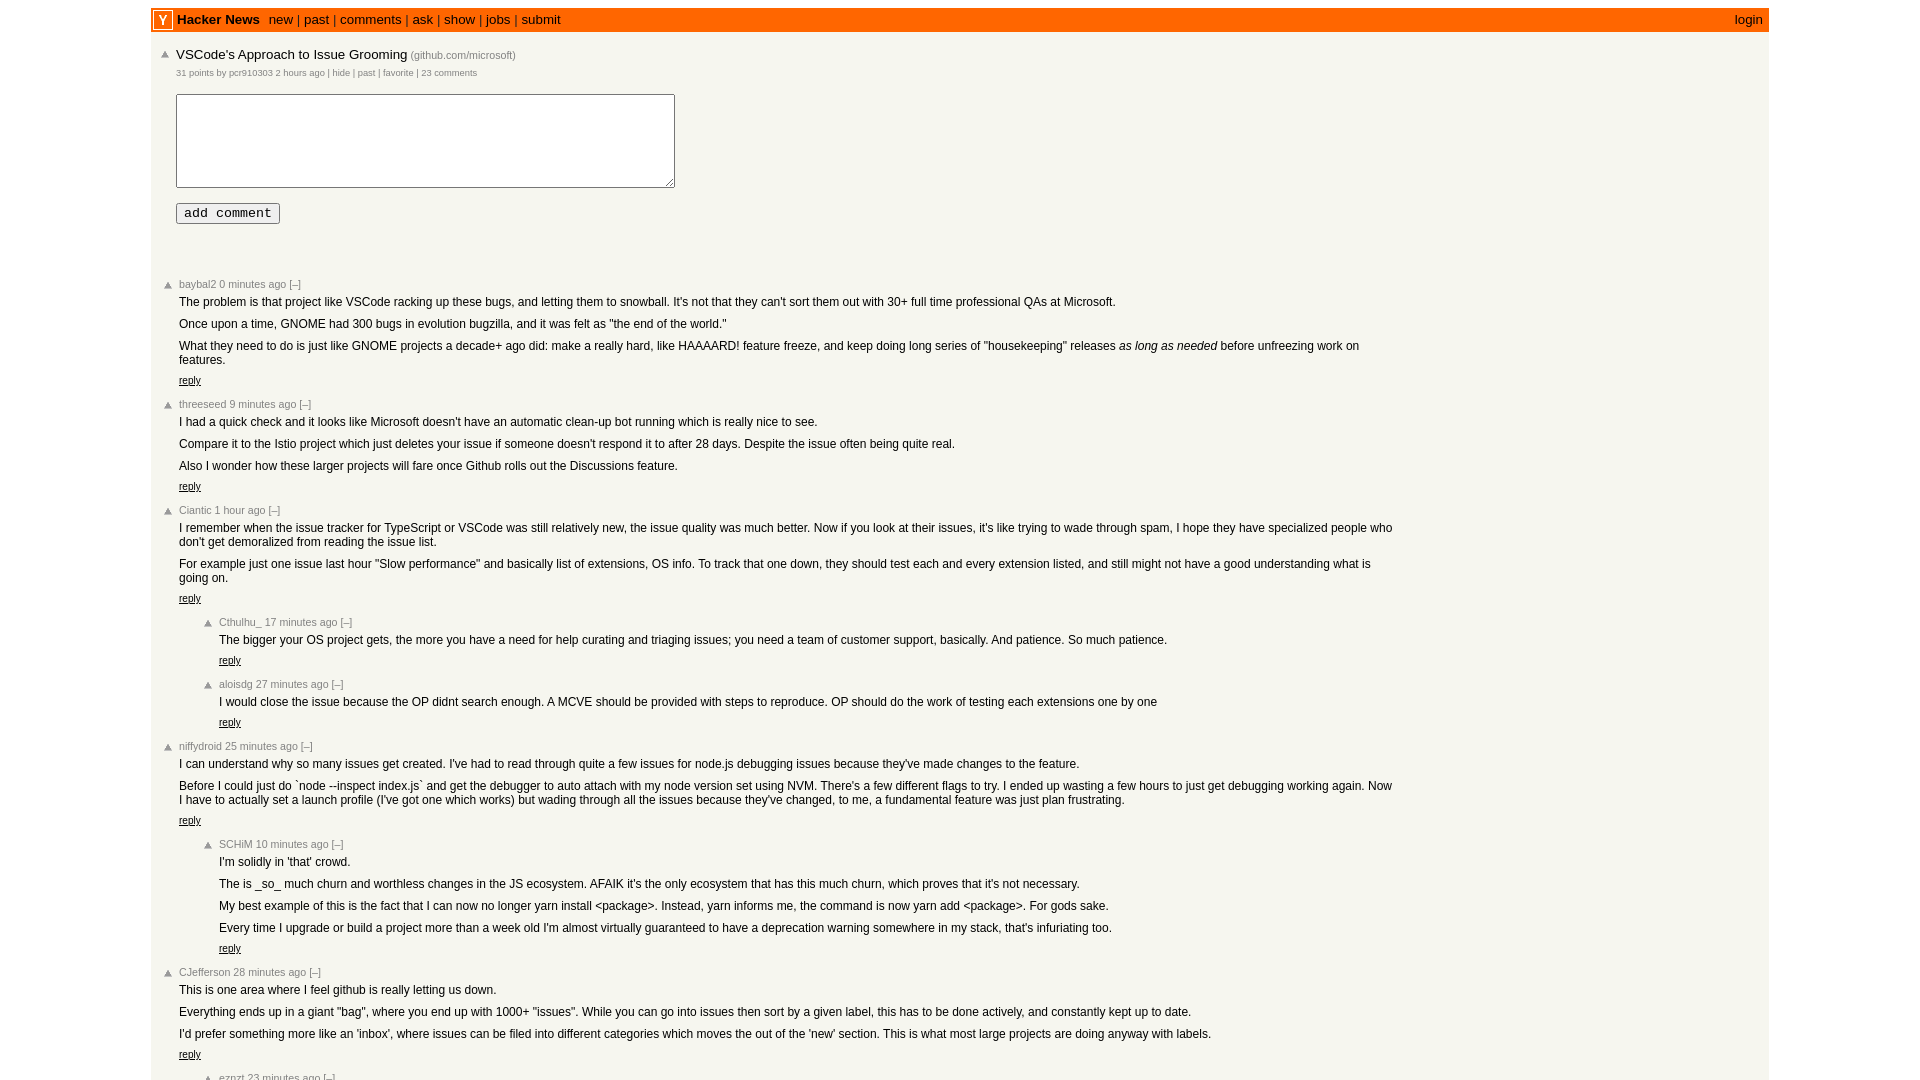 Y Hacker News new | past | comments | ask | show | jobs | submit login
VSCode's Approach to Issue Grooming (github.com/microsoft)
31 points by pcr910303 2 hours ago | hide | past | favorite | 23 comments
add comment
baybal2 0 minutes ago [–]
The problem is that project like VSCode racking up these bugs, and letting them to snowball. It's not that they can't sort them out with 30+ full time professional QAs at Microsoft.
Once upon a time, GNOME had 300 bugs in evolution bugzilla, and it was felt as "the end of the world."
What they need to do is just like GNOME projects a decade+ ago did: make a really hard, like HAAAARD! feature freeze, and keep doing long series of "housekeeping" releases as long as needed before unfreezing work on
features.
reply
threeseed 9 minutes ago [–]
I had a quick check and it looks like Microsoft doesn't have an automatic clean-up bot running which is really nice to see.
Compare it to the Istio project which just deletes your issue if someone doesn't respond it to after 28 days. Despite the issue often being quite real.
Also I wonder how these larger projects will fare once Github rolls out the Discussions feature.
reply
Ciantic 1 hour ago [–]
I remember when the issue tracker for TypeScript or VSCode was still relatively new, the issue quality was much better. Now if you look at their issues, it's like trying to wade through spam, I hope they have specialized people who
don't get demoralized from reading the issue list.
For example just one issue last hour "Slow performance" and basically list of extensions, OS info. To track that one down, they should test each and every extension listed, and still might not have a good understanding what is
going on.
reply
Cthulhu_ 17 minutes ago [–]
The bigger your OS project gets, the more you have a need for help curating and triaging issues; you need a team of customer support, basically. And patience. So much patience.
reply
aloisdg 27 minutes ago [–]
I would close the issue because the OP didnt search enough. A MCVE should be provided with steps to reproduce. OP should do the work of testing each extensions one by one
reply
niffydroid 25 minutes ago [–]
I can understand why so many issues get created. I've had to read through quite a few issues for node.js debugging issues because they've made changes to the feature.
Before I could just do `node --inspect index.js` and get the debugger to auto attach with my node version set using NVM. There's a few different flags to try. I ended up wasting a few hours to just get debugging working again. Now
I have to actually set a launch profile (I've got one which works) but wading through all the issues because they've changed, to me, a fundamental feature was just plan frustrating.
reply
SCHiM 10 minutes ago [–]
I'm solidly in 'that' crowd.
The is _so_ much churn and worthless changes in the JS ecosystem. AFAIK it's the only ecosystem that has this much churn, which proves that it's not necessary.
My best example of this is the fact that I can now no longer yarn install <package>. Instead, yarn informs me, the command is now yarn add <package>. For gods sake.
Every time I upgrade or build a project more than a week old I'm almost virtually guaranteed to have a deprecation warning somewhere in my stack, that's infuriating too.
reply
CJefferson 28 minutes ago [–]
This is one area where I feel github is really letting us down.
Everything ends up in a giant "bag", where you end up with 1000+ "issues". While you can go into issues then sort by a given label, this has to be done actively, and constantly kept up to date.
I'd prefer something more like an 'inbox', where issues can be filed into different categories which moves the out of the 'new' section. This is what most large projects are doing anyway with labels.
reply
eznzt 23 minutes ago [–]